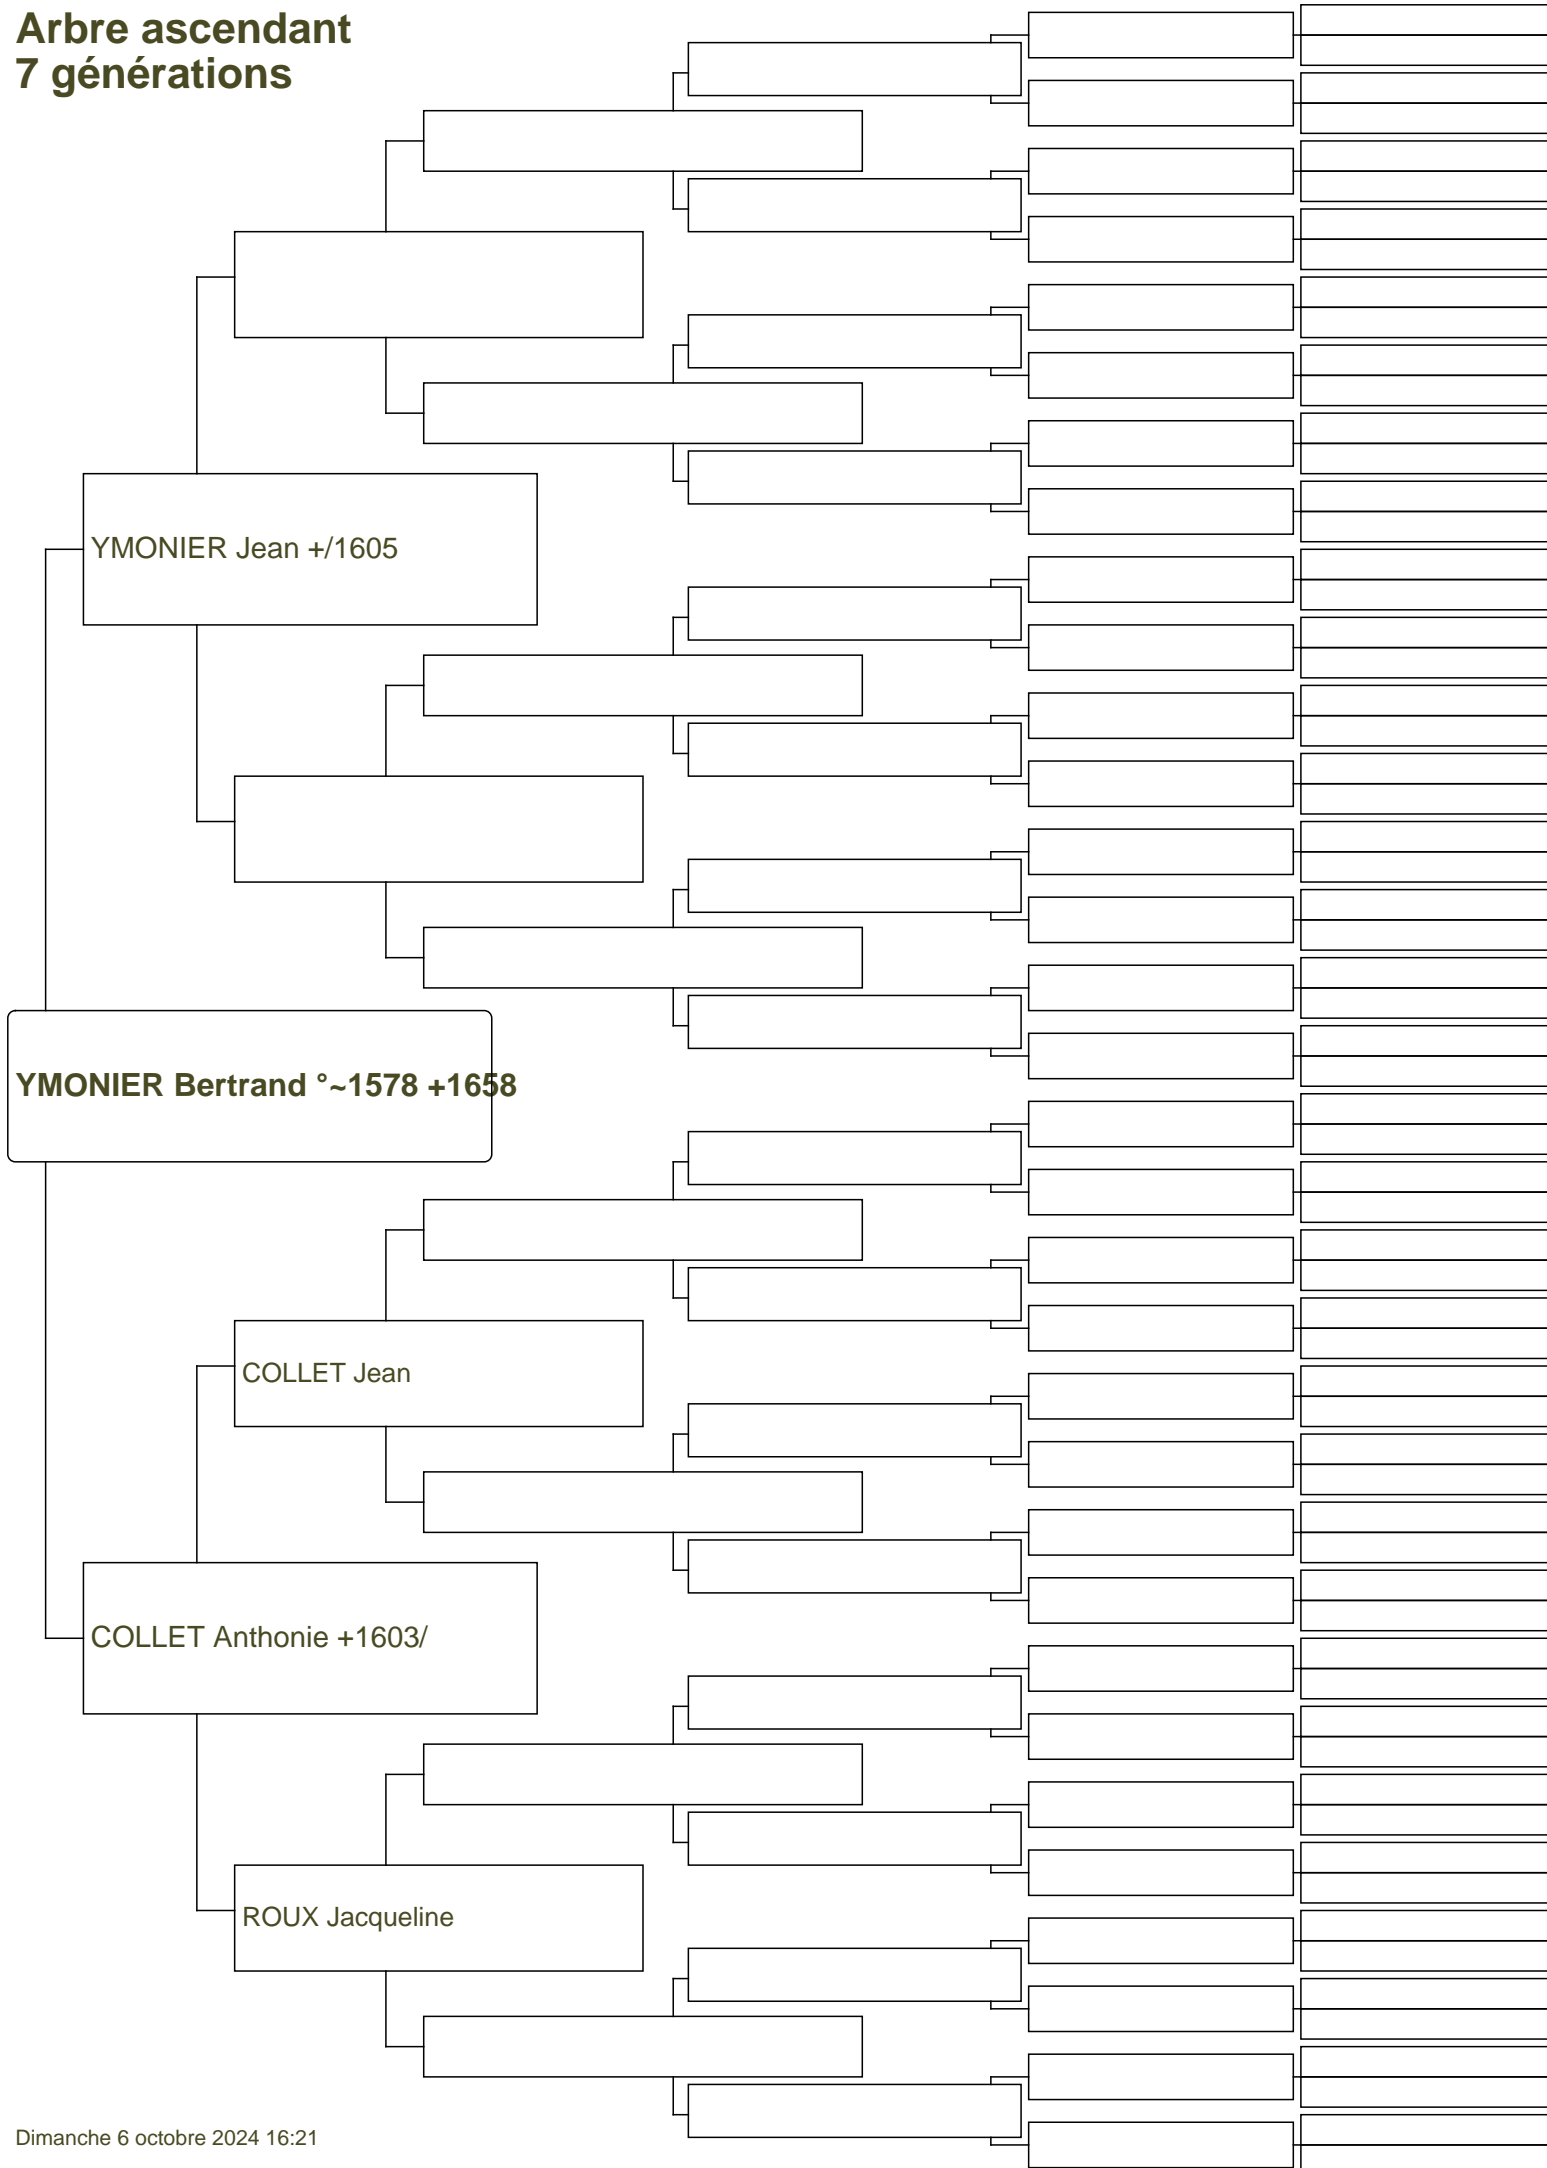 Arbre ascendant
7 générations
YMONIER Jean +/1605
YMONIER Bertrand °~1578 +1658
COLLET Jean
COLLET Anthonie +1603/
ROUX Jacqueline
Dimanche 6 octobre 2024 16:21